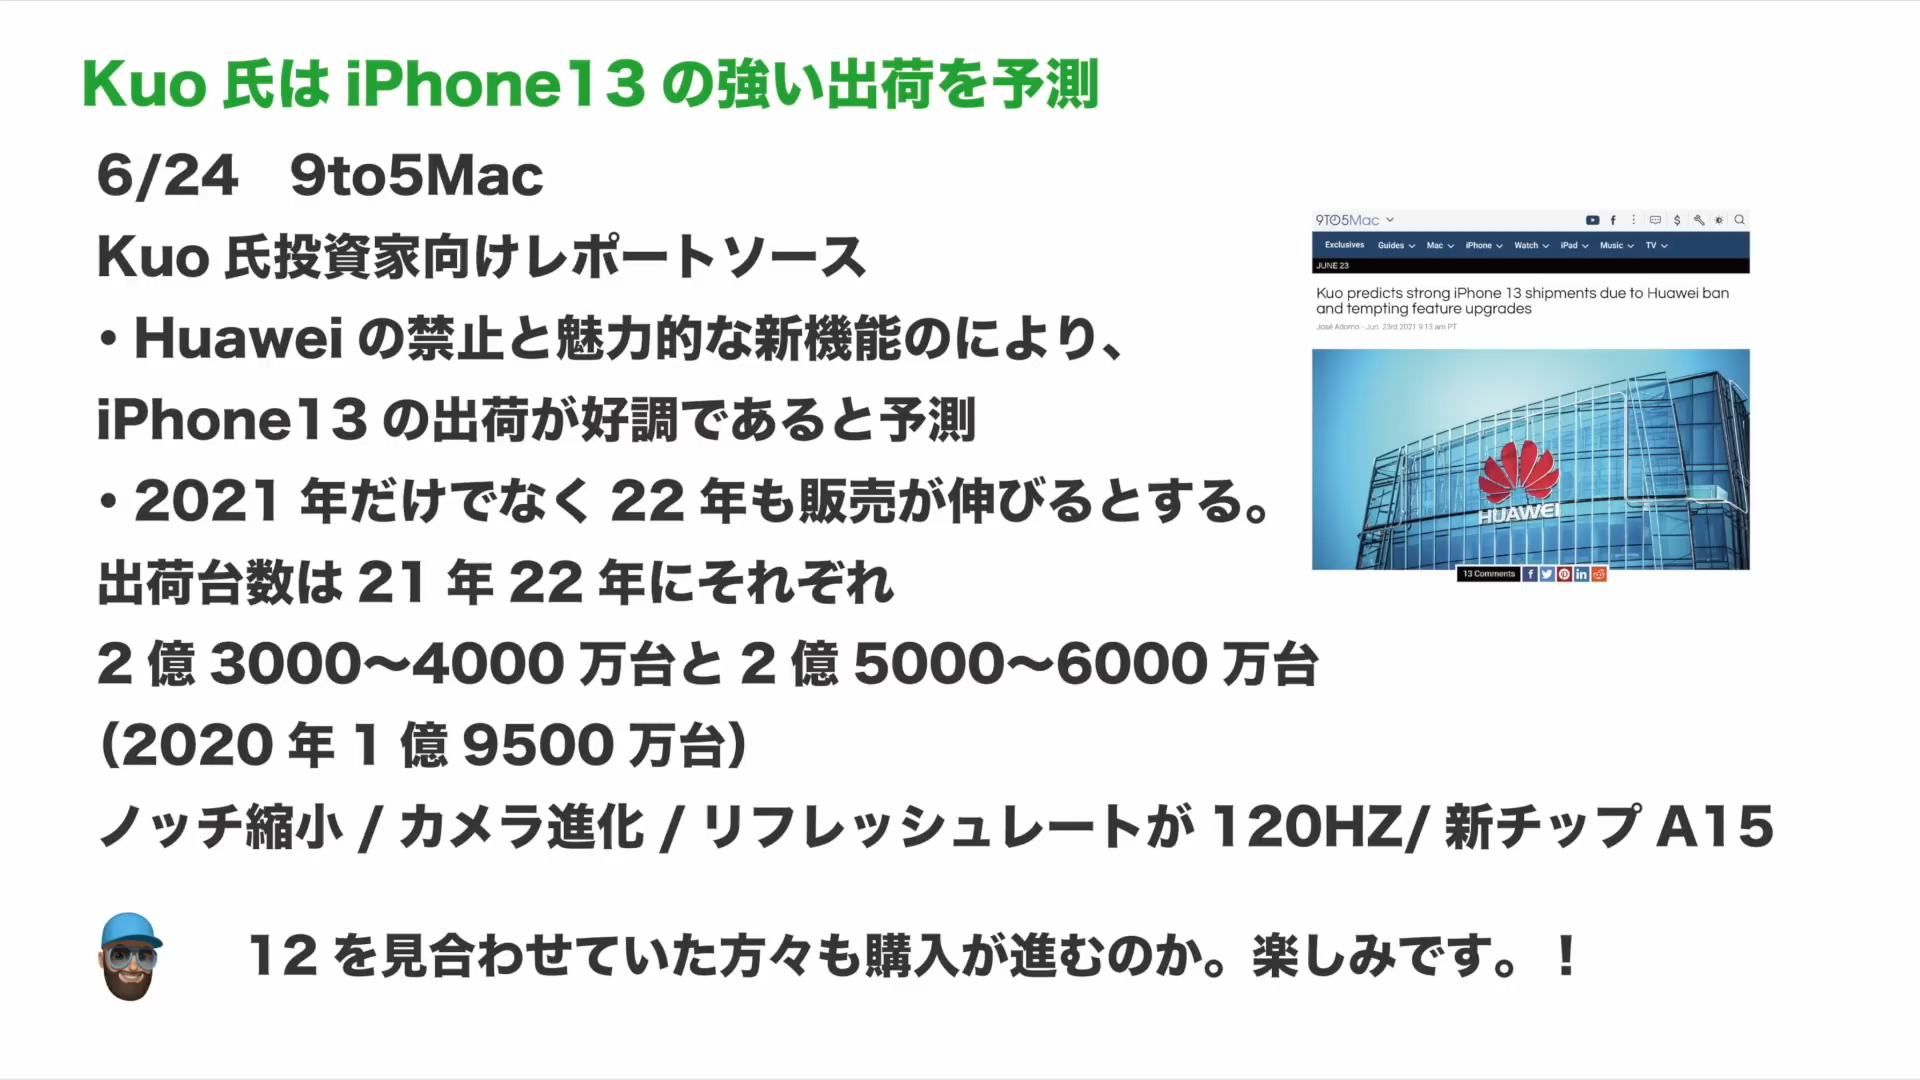 Kuo 氏は iPhone13 の強い出荷を予測
6/24　9to5Mac
Kuo 氏投資家向けレポートソース
・Huawei の禁止と魅力的な新機能のにより、
iPhone13 の出荷が好調であると予測
・2021 年だけでなく 22 年も販売が伸びるとする。
出荷台数は 21 年 22 年にそれぞれ
2 億 3000〜4000 万台と 2 億 5000〜6000 万台
（2020 年 1 億 9500 万台）
ノッチ縮小 / カメラ進化 / リフレッシュレートが 120HZ/ 新チップ A15
12 を見合わせていた方々も購入が進むのか。楽しみです。！
9TO5Mac
Exclusives Guides Mac iPhone Watch iPad Music TV
JUNE 23
Kuo predicts strong iPhone 13 shipments due to Huawei ban
and tempting feature upgrades
José Adorno - Jun. 23rd 2021 9:13 am PT
HUAWEI
13 Comments